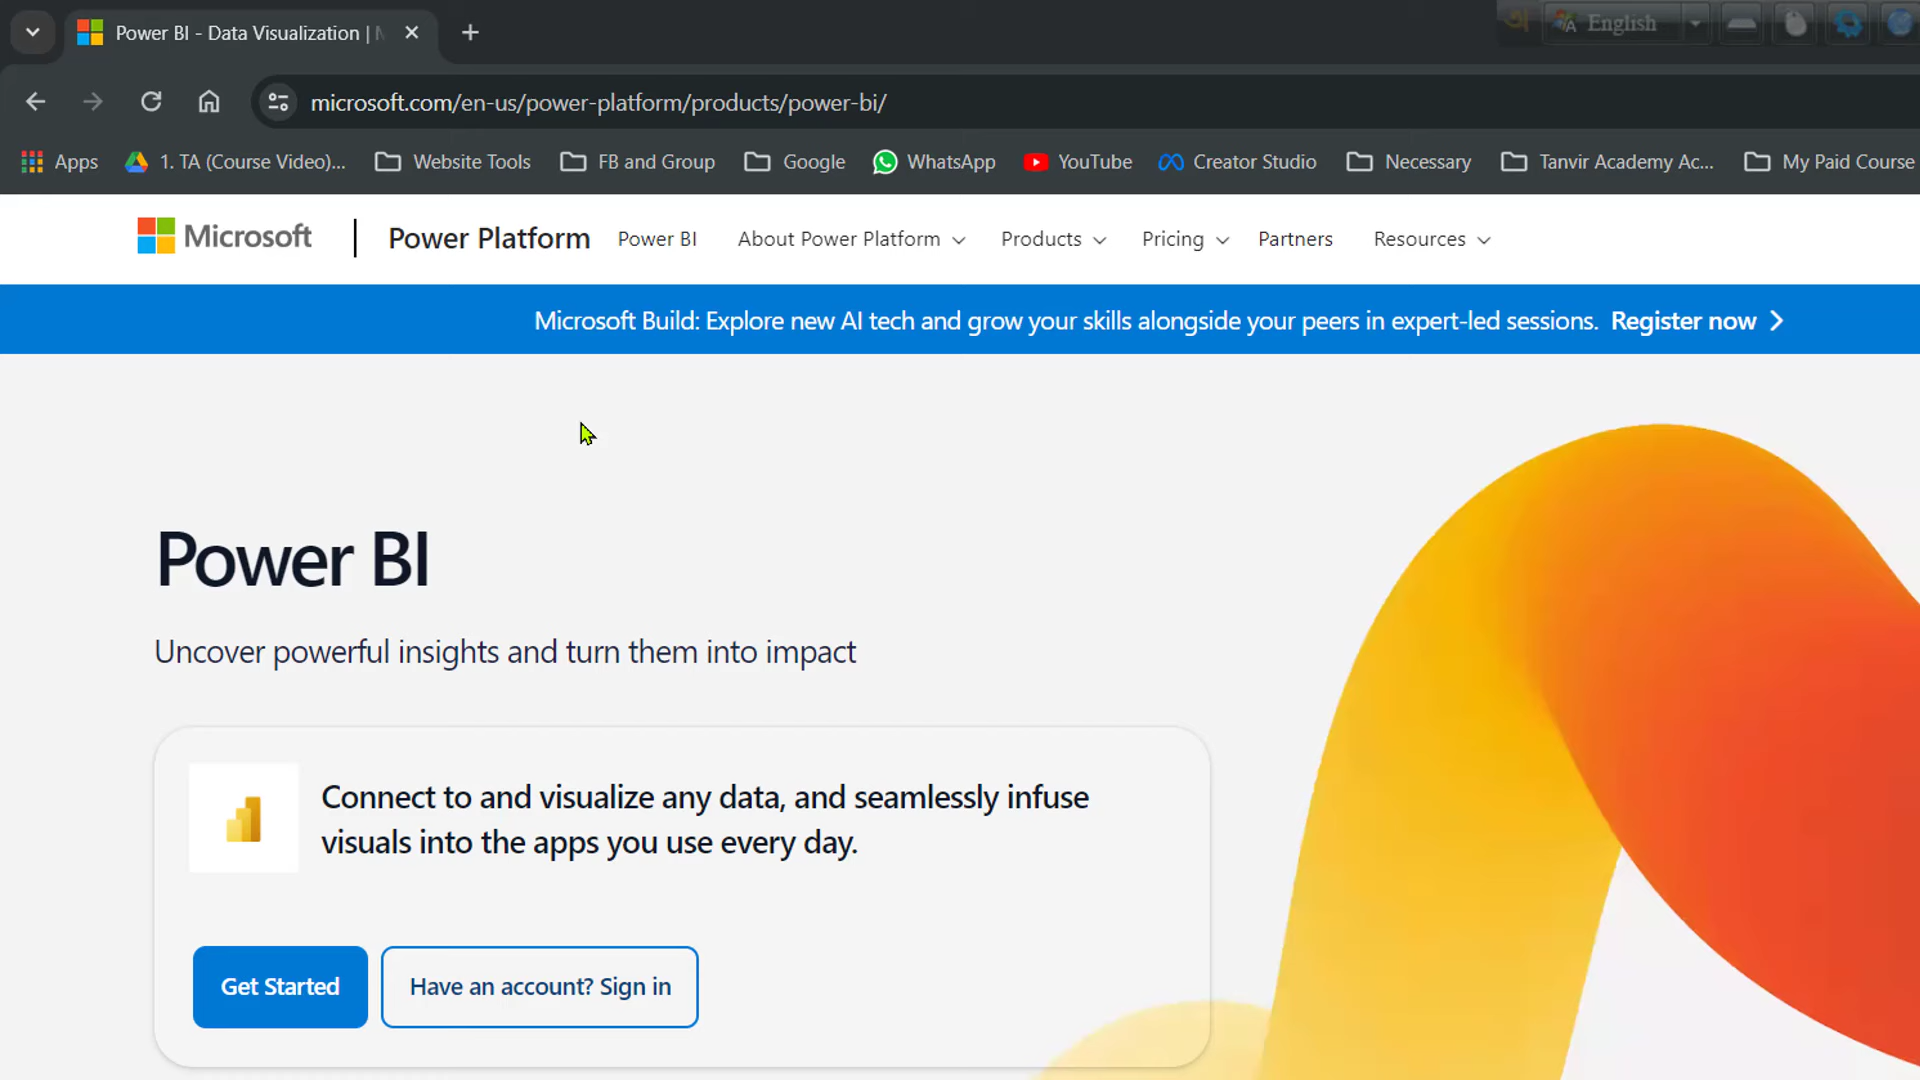 Power BI - Data Visualization |
English
microsoft.com/en-us/power-platform/products/power-bi/
Apps
1. TA (Course Video)...
Website Tools
FB and Group
Google
WhatsApp
YouTube
Creator Studio
Necessary
Tanvir Academy Ac...
My Paid Course
Microsoft
Power Platform
Power BI
About Power Platform
Products
Pricing
Partners
Resources
Microsoft Build: Explore new AI tech and grow your skills alongside your peers in expert-led sessions. Register now
Power BI
Uncover powerful insights and turn them into impact
Connect to and visualize any data, and seamlessly infuse
visuals into the apps you use every day.
Get Started
Have an account? Sign in